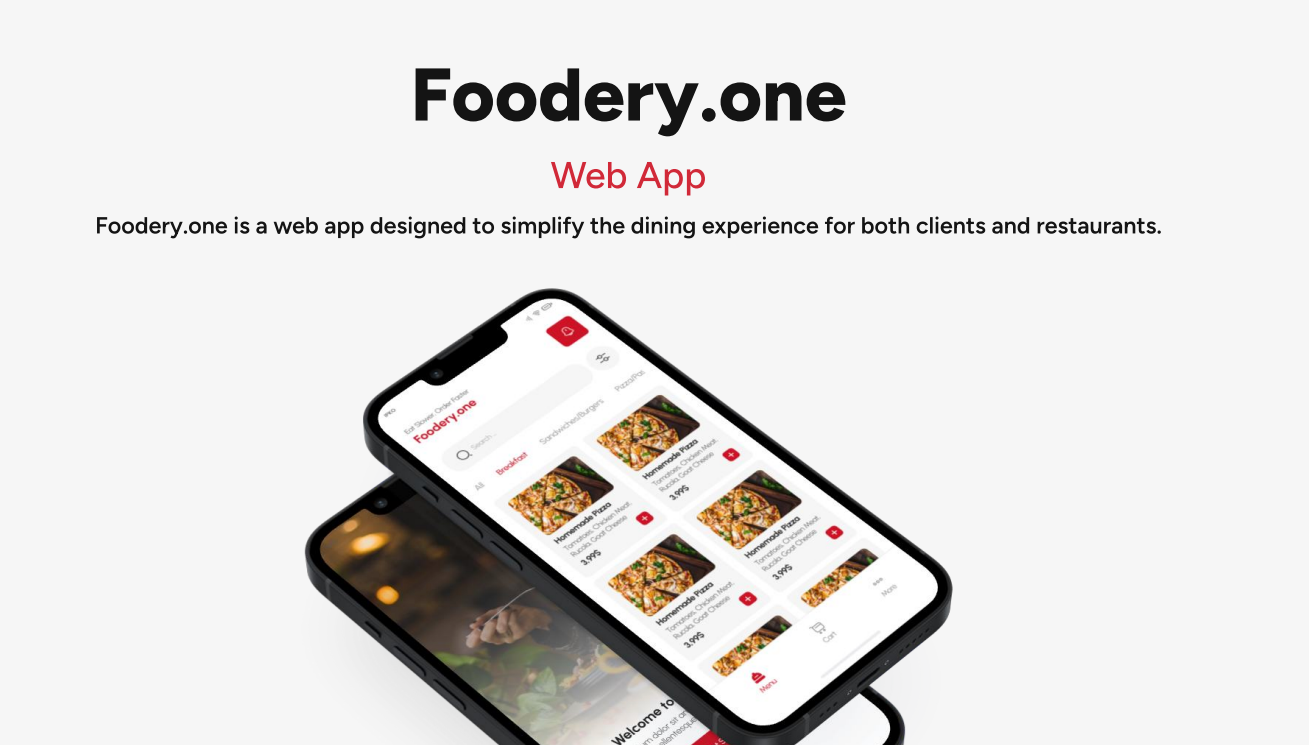 Foodery.one
Web App
Foodery.one is a web app designed to simplify the dining experience for both clients and restaurants.
Eat Slower, Order Faster
Foodery.one
Search
All
Breakfast
Sandwiches/Burgers
Homemade Pizza
Tomatoes, Chicken Meat,
Rucola, Goat Cheese
3.99$
Homemade Pizza
Tomatoes, Chicken Meat,
Rucola, Goat Cheese
3.99$
Homemade Pizza
Tomatoes, Chicken Meat,
Rucola, Goat Cheese
3.99$
Homemade Pizza
Tomatoes, Chicken Meat,
Rucola, Goat Cheese
3.99$
Menu
Cart
More
Welcome to
dolor sit